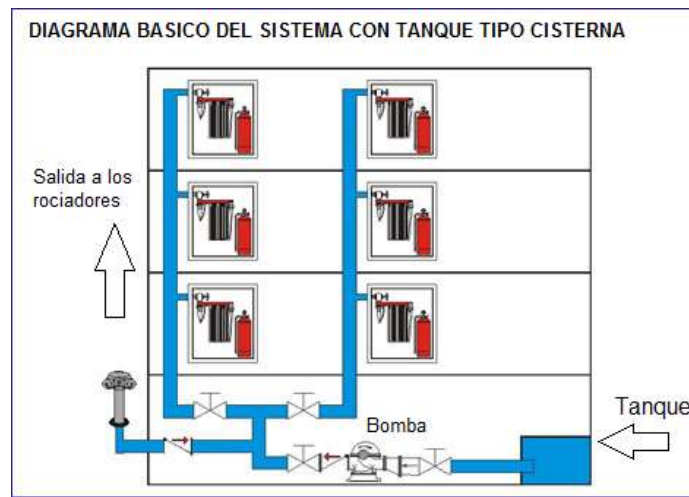 DIAGRAMA BASICO DEL SISTEMA CON TANQUE TIPO CISTERNA
Salida a los
rociadores
Bomba
Tanque